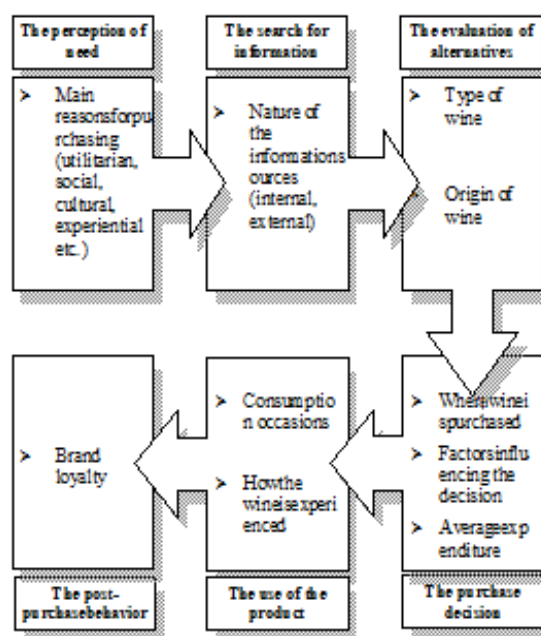 The perception of
need
➤ Main
reasonsforpu
rchasing
(utilitarian,
social,
cultural,
experiential
etc.)
The search for
information
➤ Nature of
the
informations
ources
(internal,
external)
The evaluation of
alternatives
➤ Type of
wine
Origin of
wine
➤ winei
spurchased
➤ Factorsinflu
encing the
decision
➤ Averageexp
enditure
The purchase
decision
➤ Consumptio
n occasions
➤ Howthe
wineisexperi
enced
The use of the
product
➤ Brand
loyalty
The post-
purchasebehavior